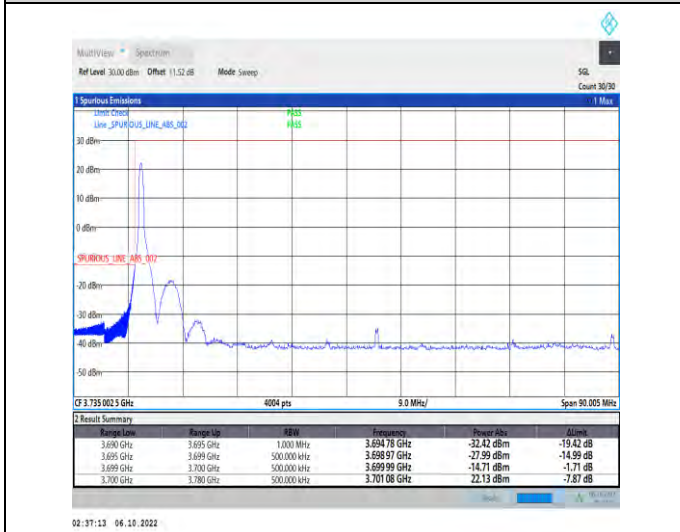 MultiView Spectrum
Ref Level 30.00 dBm Offset 11.52 dB Mode Sweep SGL
Count 30/30
1 Spurious Emissions 1 Max
Limit Check PASS
Line _SPURIOUS_LINE_ABS_002 PASS
30 dBm
20 dBm
10 dBm
0 dBm
_SPURIOUS_LINE_ABS_002
-20 dBm
-30 dBm
-40 dBm
-50 dBm
CF 3.735 002 5 GHz 4004 pts 9.0 MHz/ Span 90.005 MHz
2 Result Summary
Range Low Range Up RBW Frequency Power Abs ΔLimit
3.690 GHz 3.695 GHz 1.000 MHz 3.694 78 GHz -32.42 dBm -19.42 dB
3.695 GHz 3.699 GHz 500.000 kHz 3.698 97 GHz -27.99 dBm -14.99 dB
3.699 GHz 3.700 GHz 500.000 kHz 3.699 99 GHz -14.71 dBm -1.71 dB
3.700 GHz 3.780 GHz 500.000 kHz 3.701 08 GHz 22.13 dBm -7.87 dB
02:37:13 06.10.2022